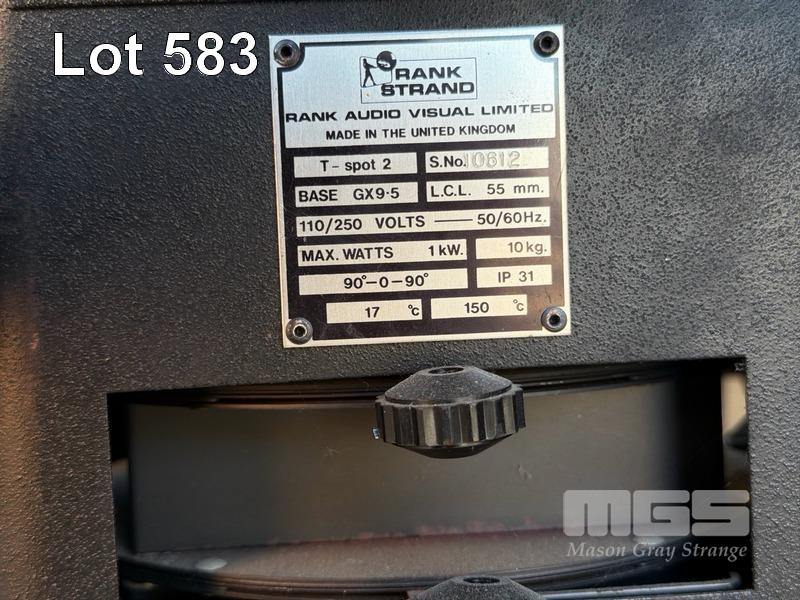 Lot 583
RANK
STRAND
RANK AUDIO VISUAL LIMITED
MADE IN THE UNITED KINGDOM
T-spot 2 S.No. 10612
BASE GX9·5 L.C.L. 55 mm.
110/250 VOLTS — 50/60Hz.
MAX. WATTS 1 kW. 10 kg.
90°-0-90° IP 31
17 °c 150 °c
MGS
Mason Gray Strange